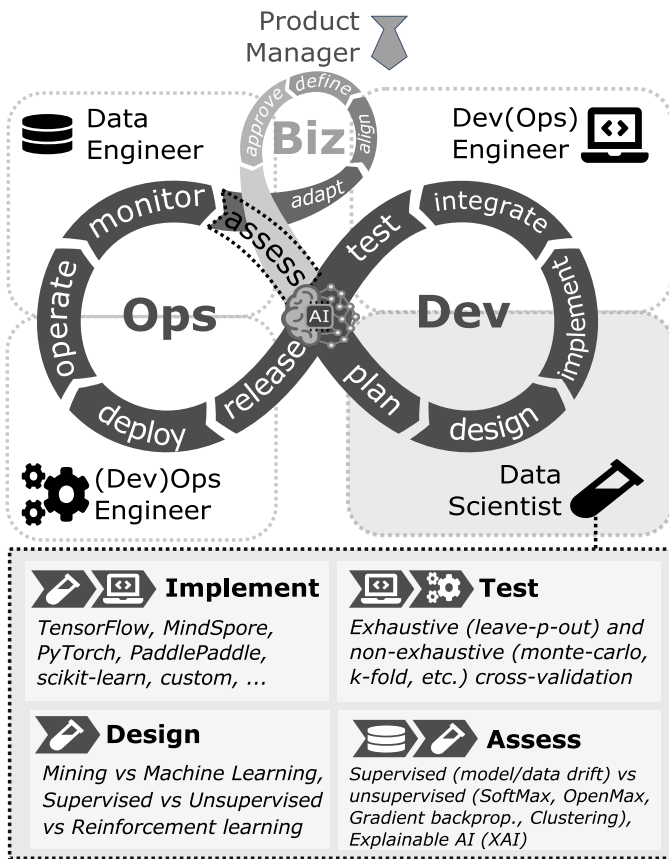 Product
Manager
approve
define
align
adapt
Biz
Data
Engineer
Dev(Ops)
Engineer
monitor
assess
test
integrate
operate
Ops
AI
Dev
implement
deploy
release
plan
design
(Dev)Ops
Engineer
Data
Scientist
Implement
TensorFlow, MindSpore,
PyTorch, PaddlePaddle,
scikit-learn, custom, ...
Test
Exhaustive (leave-p-out) and
non-exhaustive (monte-carlo,
k-fold, etc.) cross-validation
Design
Mining vs Machine Learning,
Supervised vs Unsupervised
vs Reinforcement learning
Assess
Supervised (model/data drift) vs
unsupervised (SoftMax, OpenMax,
Gradient backprop., Clustering),
Explainable AI (XAI)